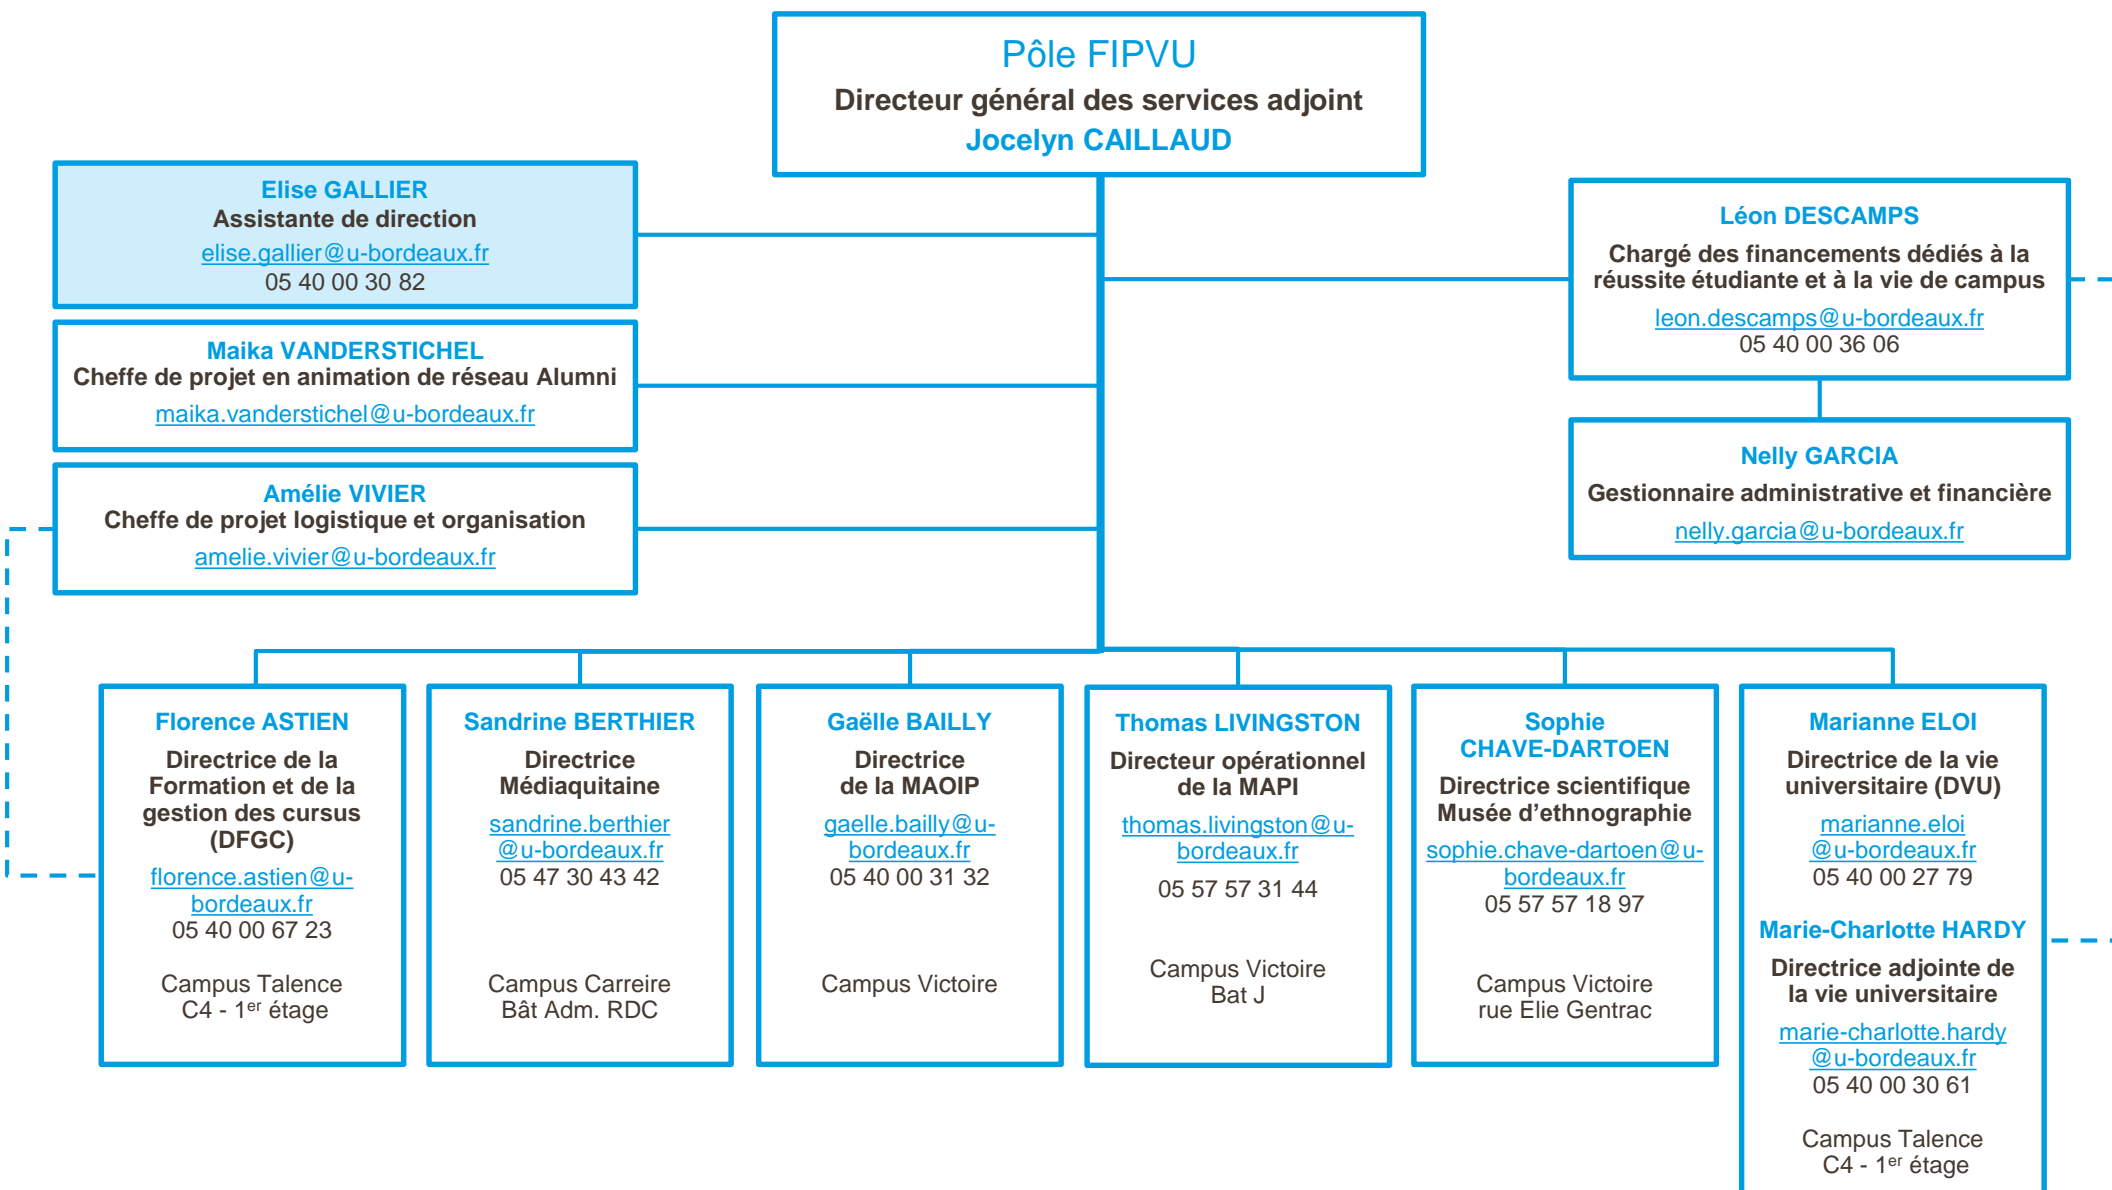 Pôle FIPVU
Directeur général des services adjoint
Jocelyn CAILLAUD
Elise GALLIER
Assistante de direction
elise.gallier@u-bordeaux.fr
05 40 00 30 82
Maika VANDERSTICHEL
Cheffe de projet en animation de réseau Alumni
maika.vanderstichel@u-bordeaux.fr
Amélie VIVIER
Cheffe de projet logistique et organisation
amelie.vivier@u-bordeaux.fr
Léon DESCAMPS
Chargé des financements dédiés à la
réussite étudiante et à la vie de campus
leon.descamps@u-bordeaux.fr
05 40 00 36 06
Nelly GARCIA
Gestionnaire administrative et financière
nelly.garcia@u-bordeaux.fr
Florence ASTIEN
Directrice de la
Formation et de la
gestion des cursus
(DFGC)
florence.astien@u-
bordeaux.fr
05 40 00 67 23
Campus Talence
C4 - 1er étage
Sandrine BERTHIER
Directrice
Médiaquitaine
sandrine.berthier
@u-bordeaux.fr
05 47 30 43 42
Campus Carreire
Bât Adm. RDC
Gaëlle BAILLY
Directrice
de la MAOIP
gaelle.bailly@u-
bordeaux.fr
05 40 00 31 32
Campus Victoire
Thomas LIVINGSTON
Directeur opérationnel
de la MAPI
thomas.livingston@u-
bordeaux.fr
05 57 57 31 44
Campus Victoire
Bat J
Sophie
CHAVE-DARTOEN
Directrice scientifique
Musée d'ethnographie
sophie.chave-dartoen@u-
bordeaux.fr
05 57 57 18 97
Campus Victoire
rue Elie Gentrac
Marianne ELOI
Directrice de la vie
universitaire (DVU)
marianne.eloi
@u-bordeaux.fr
05 40 00 27 79
Marie-Charlotte HARDY
Directrice adjointe de
la vie universitaire
marie-charlotte.hardy
@u-bordeaux.fr
05 40 00 30 61
Campus Talence
C4 - 1er étage